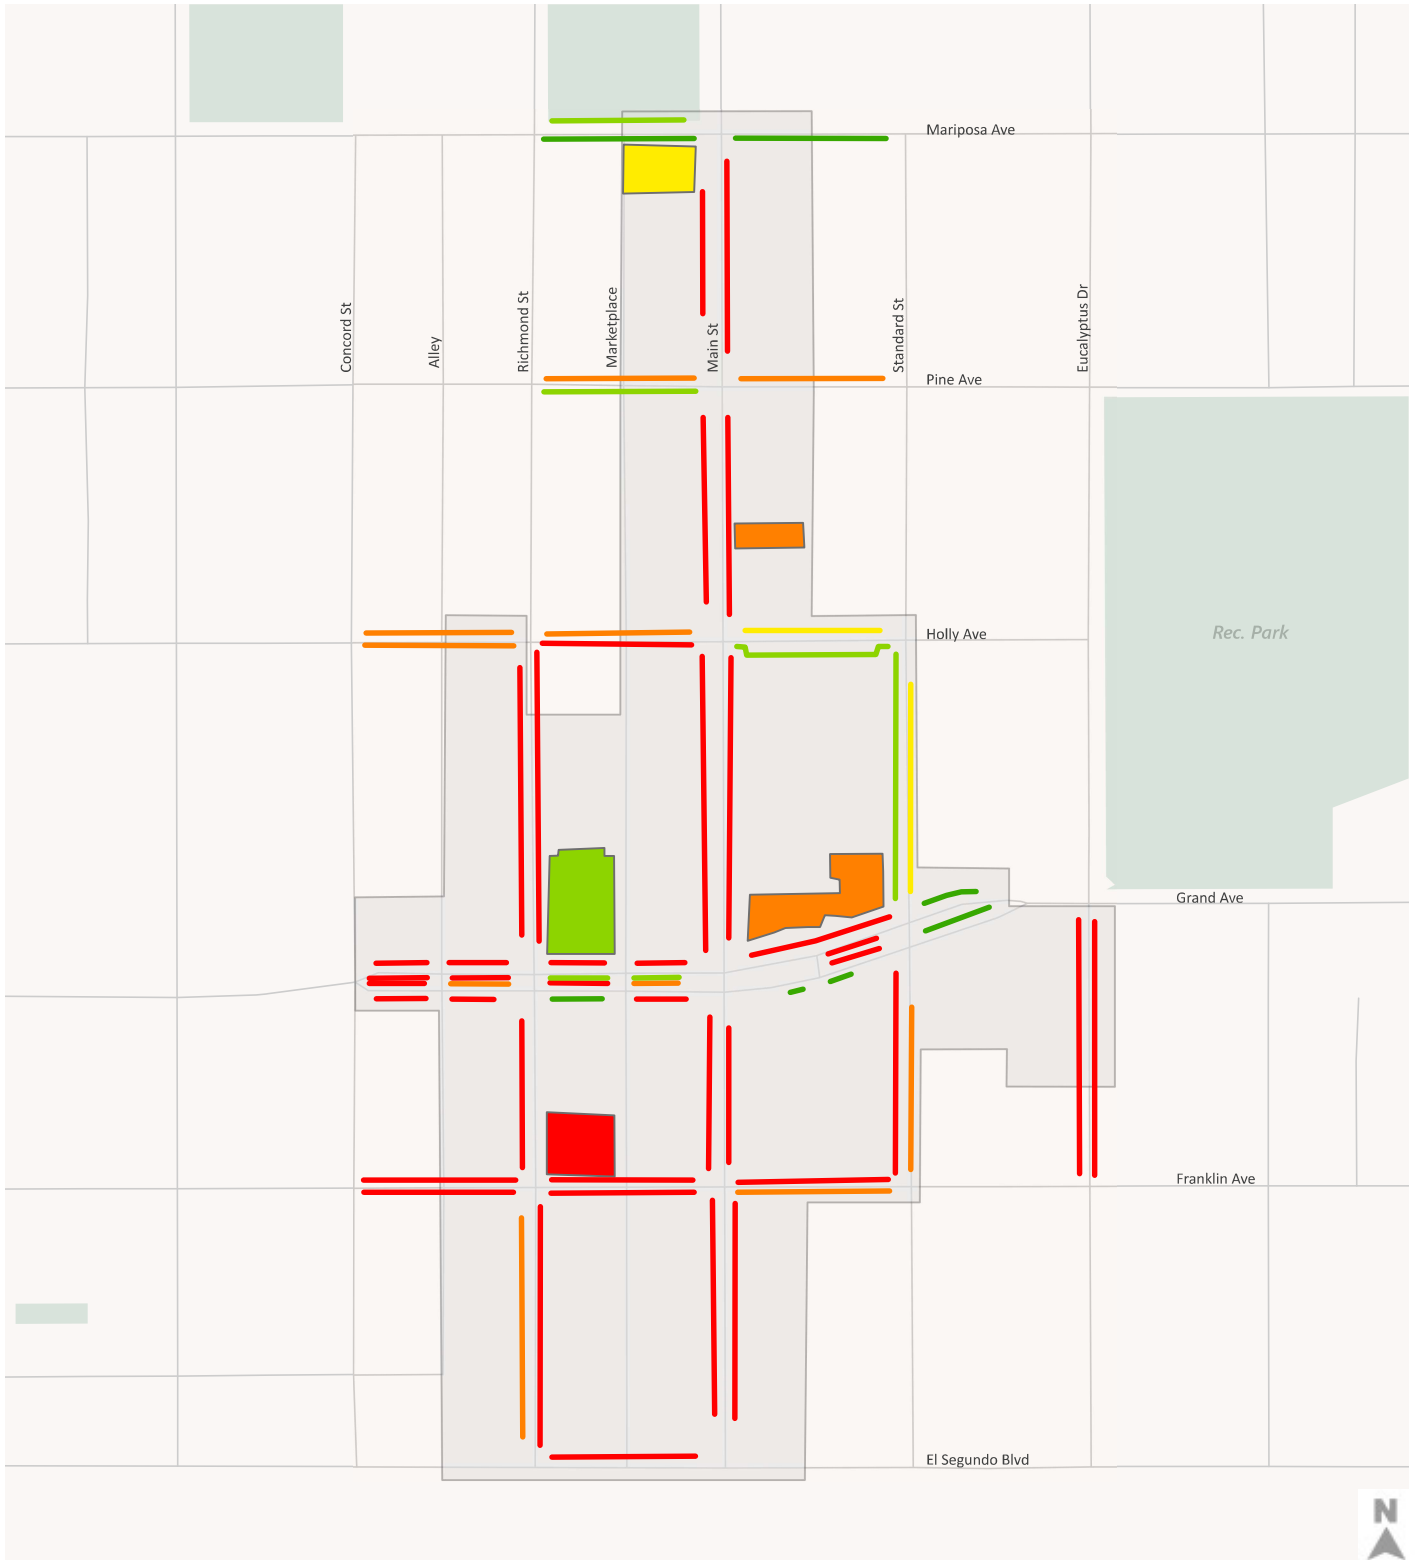 Mariposa Ave
Concord St
Alley
Richmond St
Marketplace
Main St
Standard St
Eucalyptus Dr
Pine Ave
Holly Ave
Rec. Park
Grand Ave
Franklin Ave
El Segundo Blvd
N